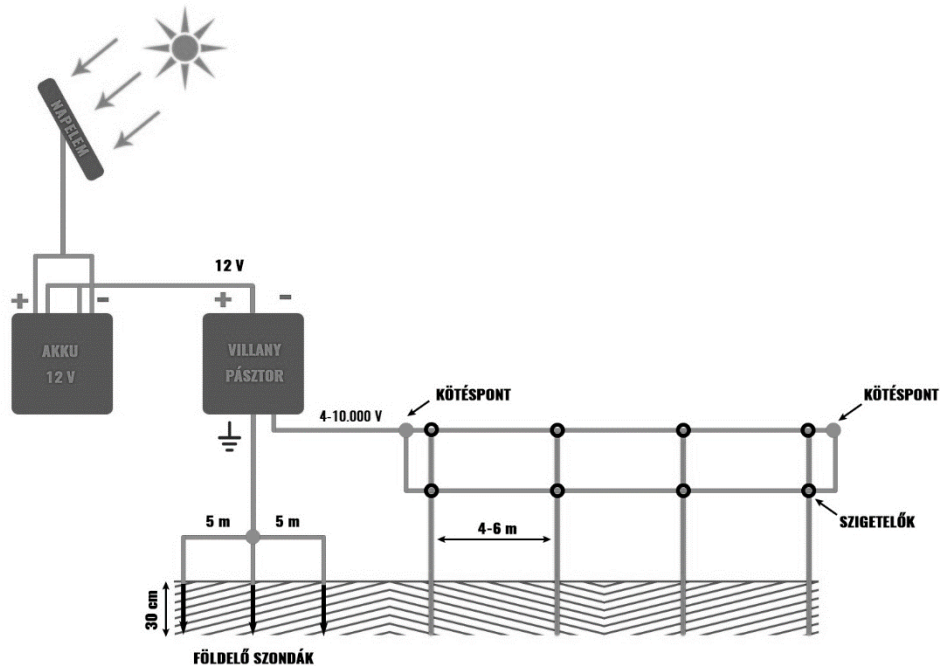 NAPELEM
12 V
+ -
+ -
AKKU
12 V
VILLANY
PÁSZTOR
4-10.000 V
KÖTÉSPONT
KÖTÉSPONT
SZIGETELŐK
5 m 5 m
4-6 m
30 cm
FÖLDELŐ SZONDÁK